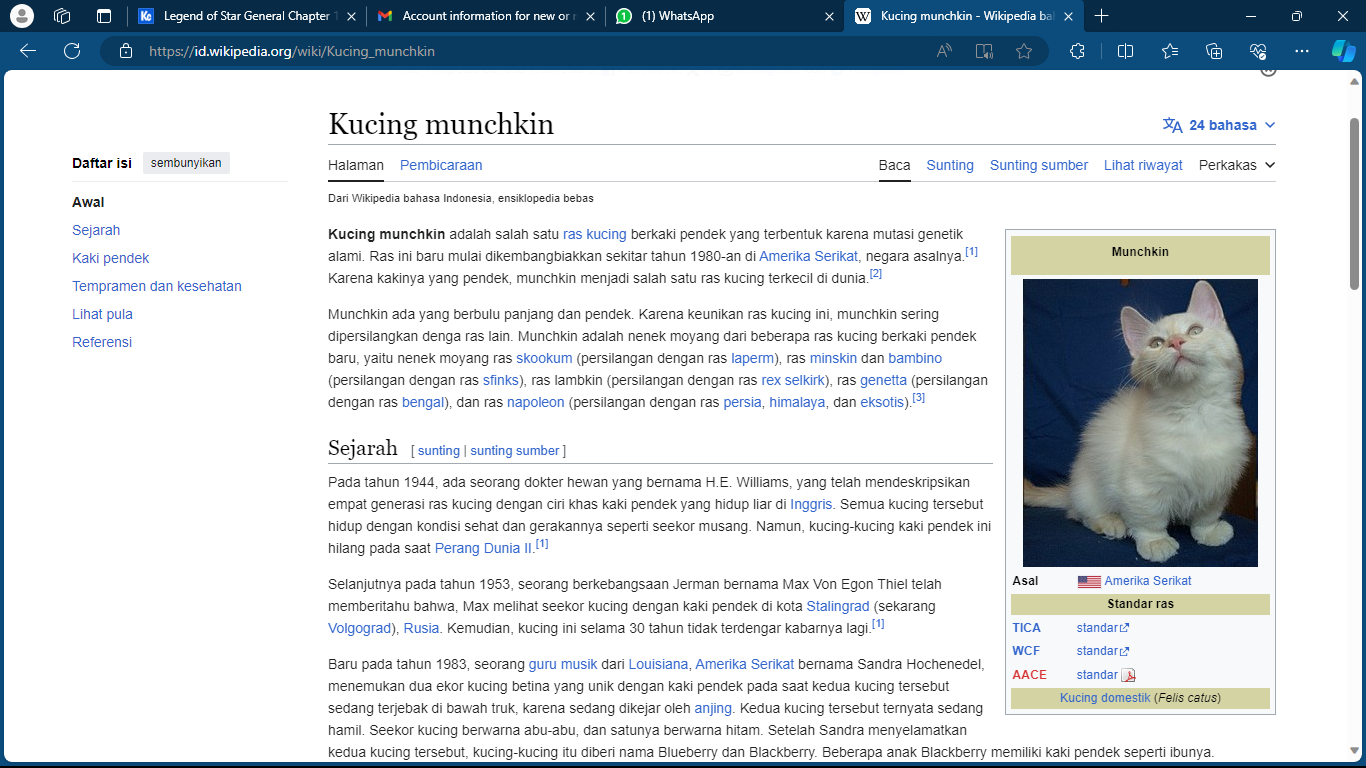 Legend of Star General Chapter 1
Account information for new or r
(1) WhatsApp
Kucing munchkin - Wikipedia bah
https://id.wikipedia.org/wiki/Kucing_munchkin
Kucing munchkin
24 bahasa
Daftar isi sembunyikan
Halaman Pembicaraan Baca Sunting Sunting sumber Lihat riwayat Perkakas
Dari Wikipedia bahasa Indonesia, ensiklopedia bebas
Awal
Sejarah
Kaki pendek
Tempramen dan kesehatan
Lihat pula
Referensi
Kucing munchkin adalah salah satu ras kucing berkaki pendek yang terbentuk karena mutasi genetik
alami. Ras ini baru mulai dikembangbiakkan sekitar tahun 1980-an di Amerika Serikat, negara asalnya.[1]
Karena kakinya yang pendek, munchkin menjadi salah satu ras kucing terkecil di dunia.[2]
Munchkin ada yang berbulu panjang dan pendek. Karena keunikan ras kucing ini, munchkin sering
dipersilangkan denga ras lain. Munchkin adalah nenek moyang dari beberapa ras kucing berkaki pendek
baru, yaitu nenek moyang ras skookum (persilangan dengan ras laperm), ras minskin dan bambino
(persilangan dengan ras sfinks), ras lambkin (persilangan dengan ras rex selkirk), ras genetta (persilangan
dengan ras bengal), dan ras napoleon (persilangan dengan ras persia, himalaya, dan eksotis).[3]
Sejarah [ sunting | sunting sumber ]
Pada tahun 1944, ada seorang dokter hewan yang bernama H.E. Williams, yang telah mendeskripsikan
empat generasi ras kucing dengan ciri khas kaki pendek yang hidup liar di Inggris. Semua kucing tersebut
hidup dengan kondisi sehat dan gerakannya seperti seekor musang. Namun, kucing-kucing kaki pendek ini
hilang pada saat Perang Dunia II.[1]
Selanjutnya pada tahun 1953, seorang berkebangsaan Jerman bernama Max Von Egon Thiel telah
memberitahu bahwa, Max melihat seekor kucing dengan kaki pendek di kota Stalingrad (sekarang
Volgograd), Rusia. Kemudian, kucing ini selama 30 tahun tidak terdengar kabarnya lagi.[1]
Baru pada tahun 1983, seorang guru musik dari Louisiana, Amerika Serikat bernama Sandra Hochenedel,
menemukan dua ekor kucing betina yang unik dengan kaki pendek pada saat kedua kucing tersebut
sedang terjebak di bawah truk, karena sedang dikejar oleh anjing. Kedua kucing tersebut ternyata sedang
hamil. Seekor kucing berwarna abu-abu, dan satunya berwarna hitam. Setelah Sandra menyelamatkan
kedua kucing tersebut, kucing-kucing itu diberi nama Blueberry dan Blackberry. Beberapa anak Blackberry memiliki kaki pendek seperti ibunya.
Munchkin
Asal Amerika Serikat
Standar ras
TICA standar
WCF standar
AACE standar
Kucing domestik (Felis catus)